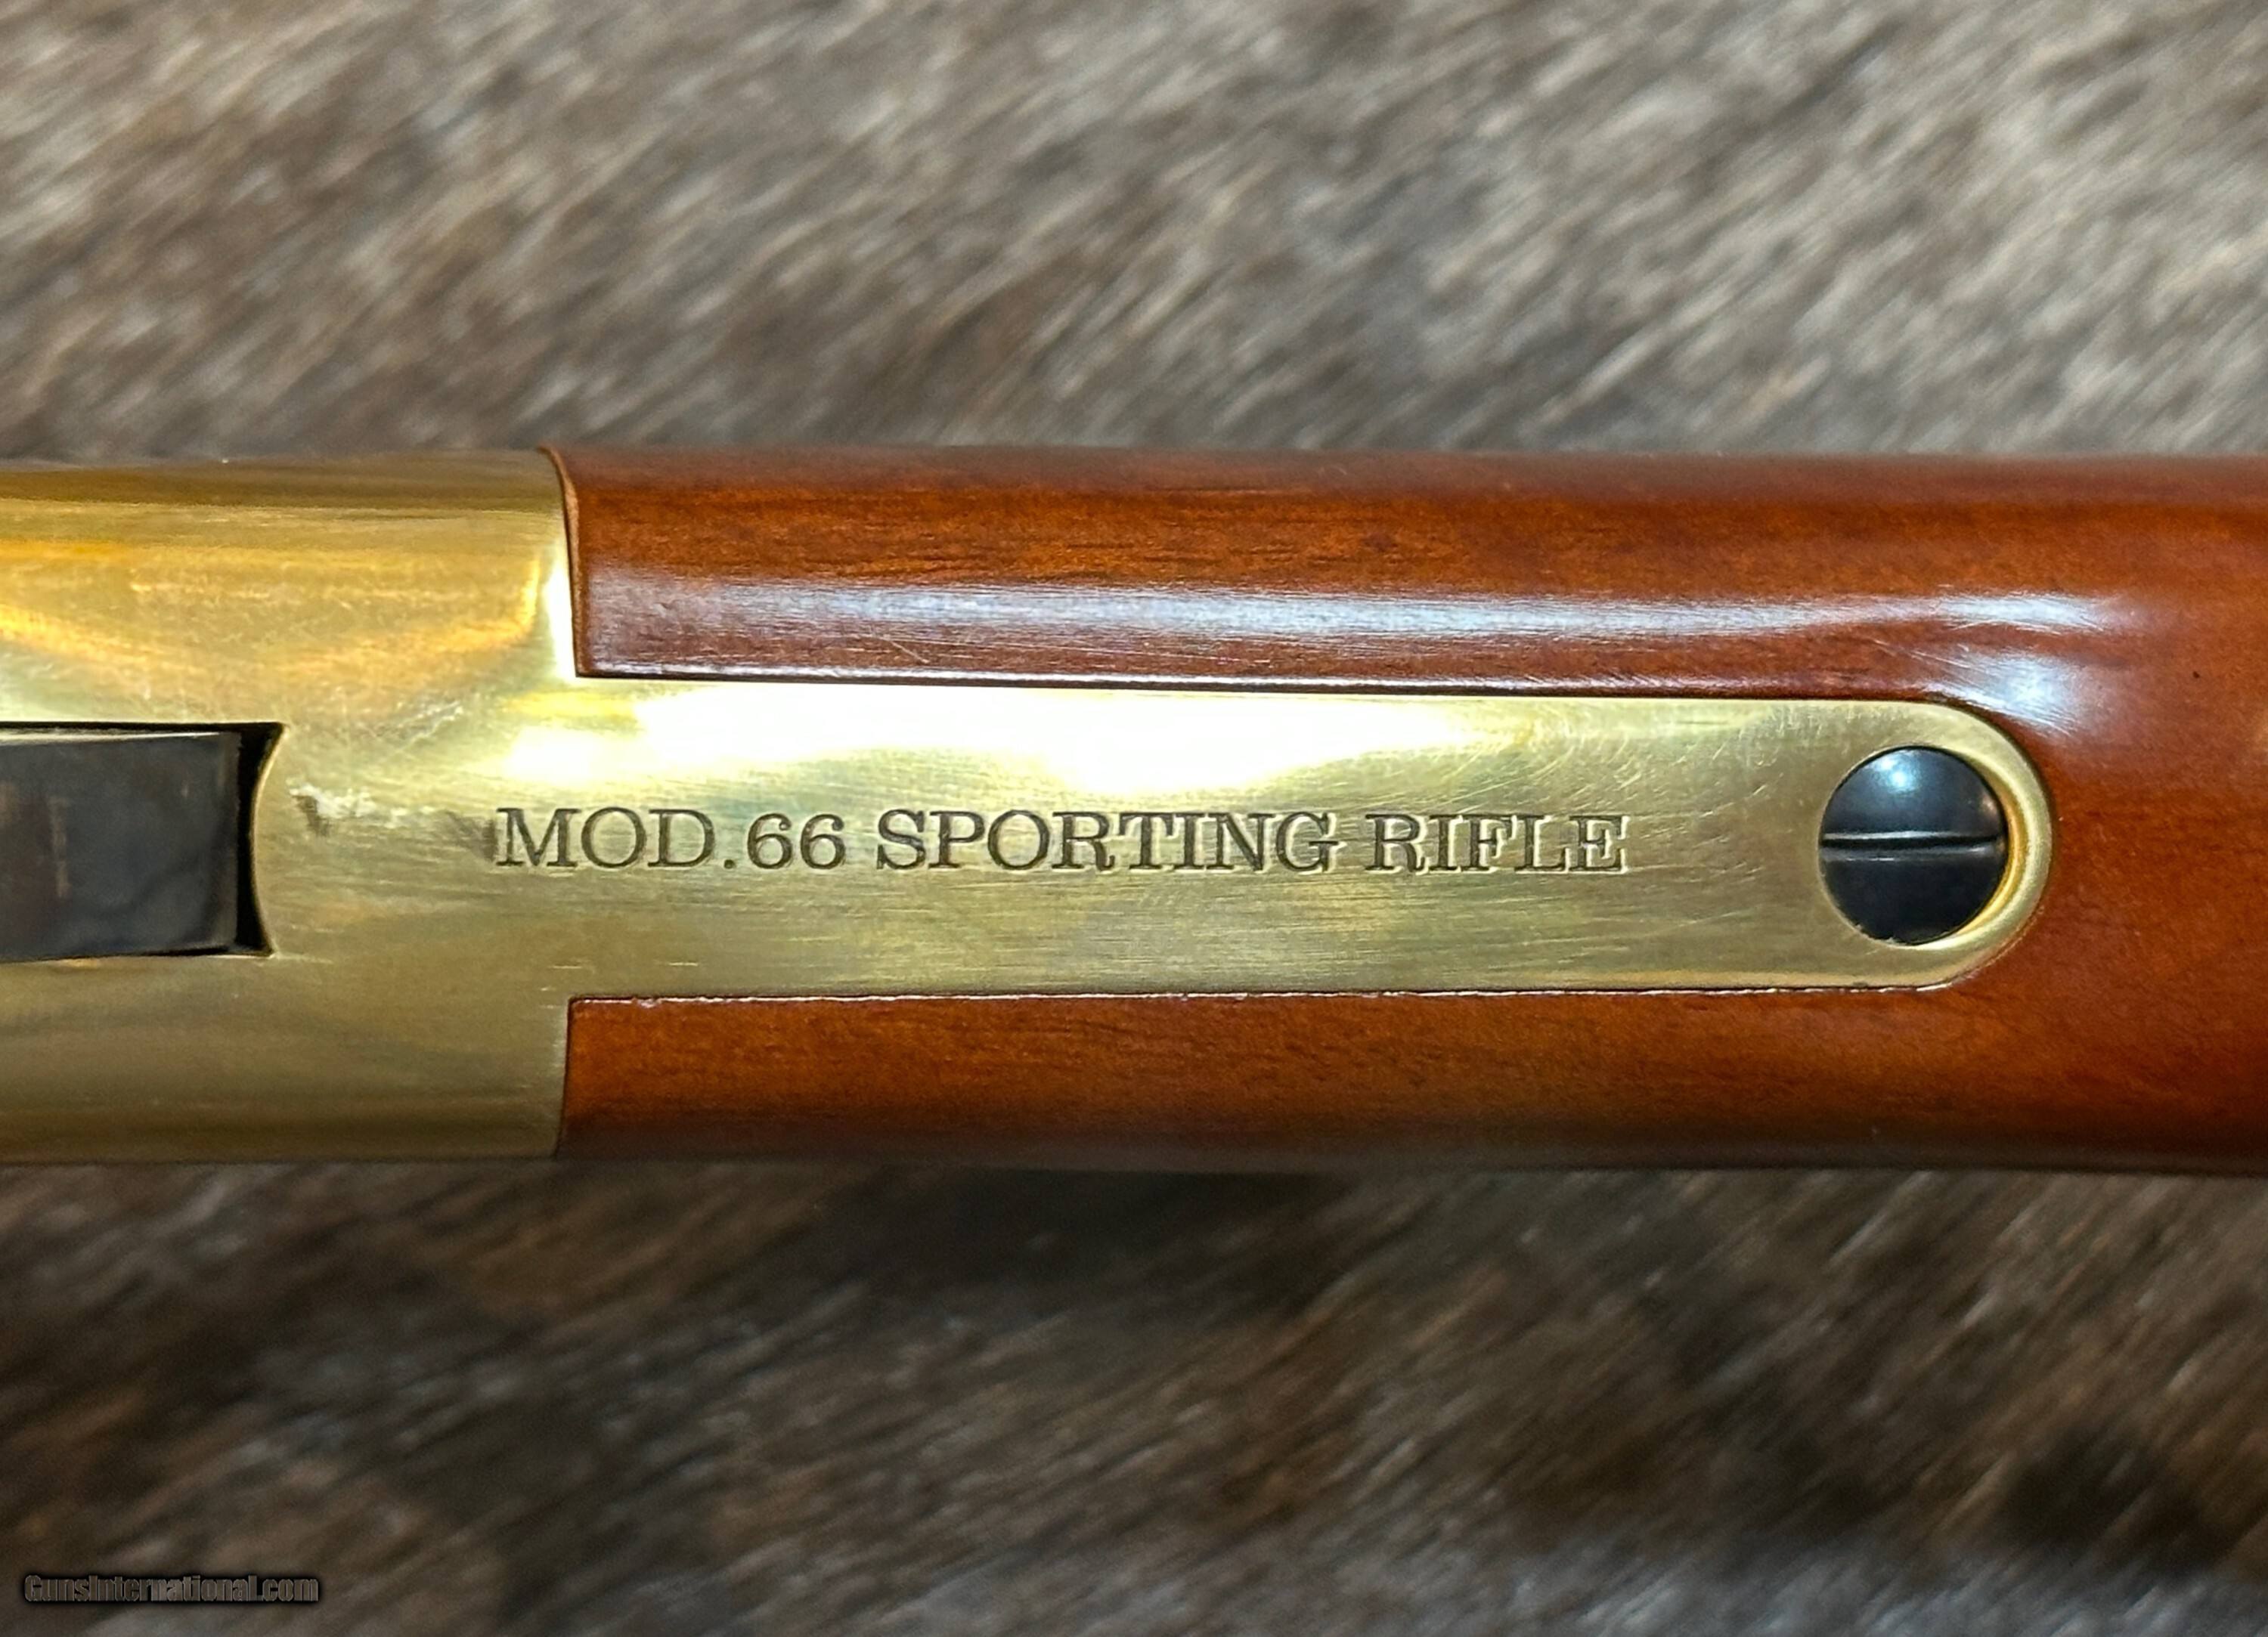 MOD.66 SPORTING RIFLE
GunsInternational.com